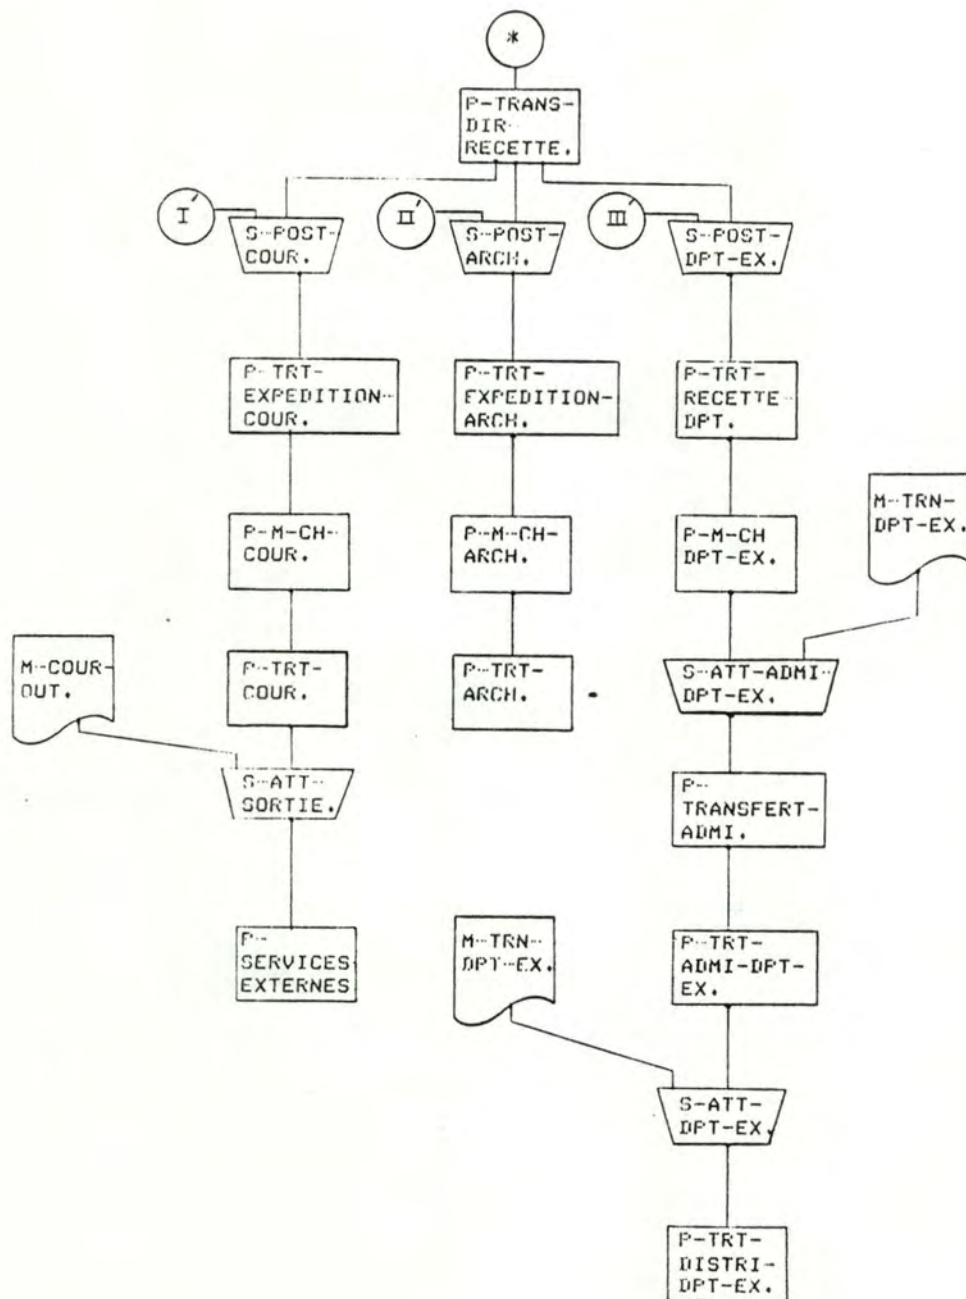 *
P-TRANS-
DIR-
RECETTE.
I'
S-POST-
COUR.
II'
S-POST-
ARCH.
III'
S-POST-
DPT-EX.
P-TRT-
EXPEDITION-
COUR.
P-TRT-
EXPEDITION-
ARCH.
P-TRT-
RECETTE-
DPT.
M-TRN-
DPT-EX.
P-M-CH-
COUR.
P-M-CH-
ARCH.
P-M-CH
DPT-EX.
M-COUR-
OUT.
P-TRT-
COUR.
P-TRT-
ARCH.
S-ATT-ADMI-
DPT-EX.
S-ATT-
SORTIE.
P-
TRANSFERT-
ADMI.
P-
SERVICES
EXTERNES
M-TRN-
DPT-EX.
P-TRT-
ADMI-DPT-
EX.
S-ATT-
DPT-EX.
P-TRT-
DISTRI-
DPT-EX.